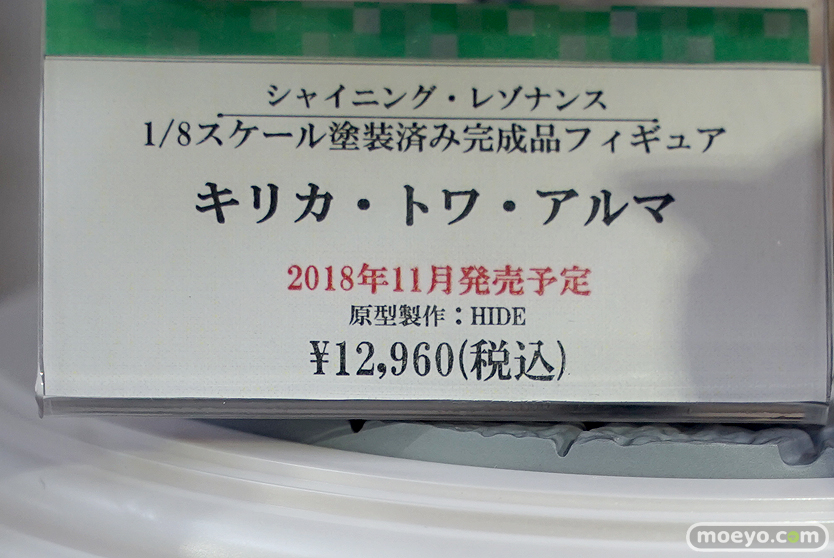 シャイニング・レゾナンス
1/8スケール塗装済み完成品フィギュア
キリカ・トワ・アルマ
2018年11月発売予定
原型製作：HIDE
¥12,960(税込)
moeyo.com